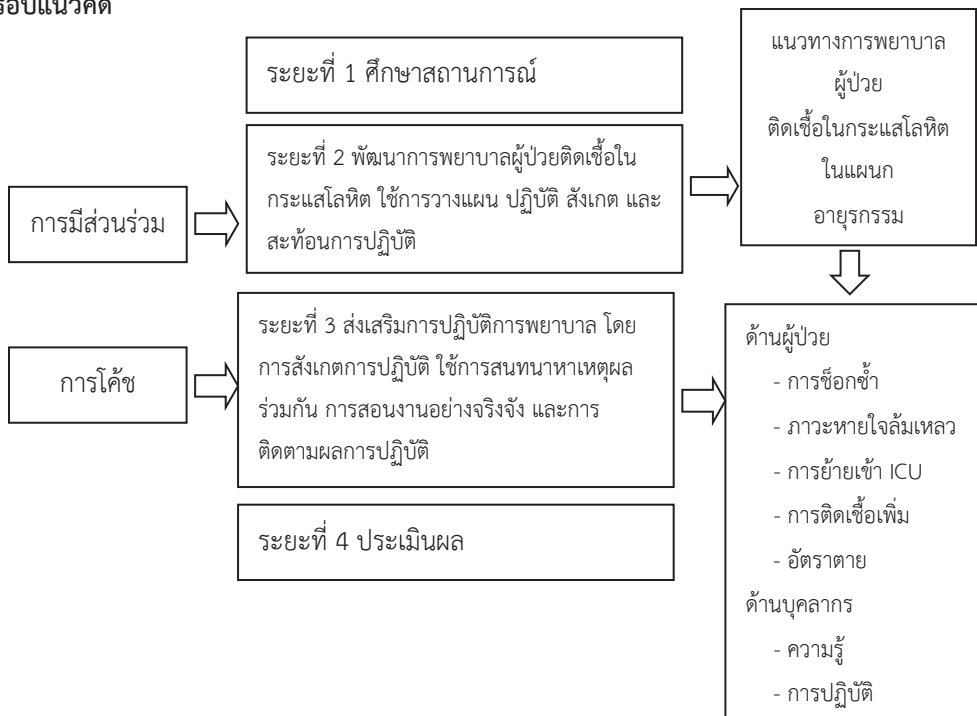 รอบแนวคิด
ระยะที่ 1 ศึกษาสถานการณ์
ระยะที่ 2 พัฒนาการพยาบาลผู้ป่วยติดเชื้อใน
กระแสโลหิต ใช้การวางแผน ปฏิบัติ สังเกต และ
สะท้อนการปฏิบัติ
การมีส่วนร่วม
แนวทางการพยาบาล
ผู้ป่วย
ติดเชื้อในกระแสโลหิต
ในแผนก
อายุรกรรม
การโค้ช
ระยะที่ 3 ส่งเสริมการปฏิบัติการพยาบาล โดย
การสังเกตการปฏิบัติ ใช้การสนทนาหาเหตุผล
ร่วมกัน การสอนงานอย่างจริงจัง และการ
ติดตามผลการปฏิบัติ
ระยะที่ 4 ประเมินผล
ด้านผู้ป่วย
- การช็อกซ้ำ
- ภาวะหายใจล้มเหลว
- การย้ายเข้า ICU
- การติดเชื้อเพิ่ม
- อัตราตาย
ด้านบุคลากร
- ความรู้
- การปฏิบัติ